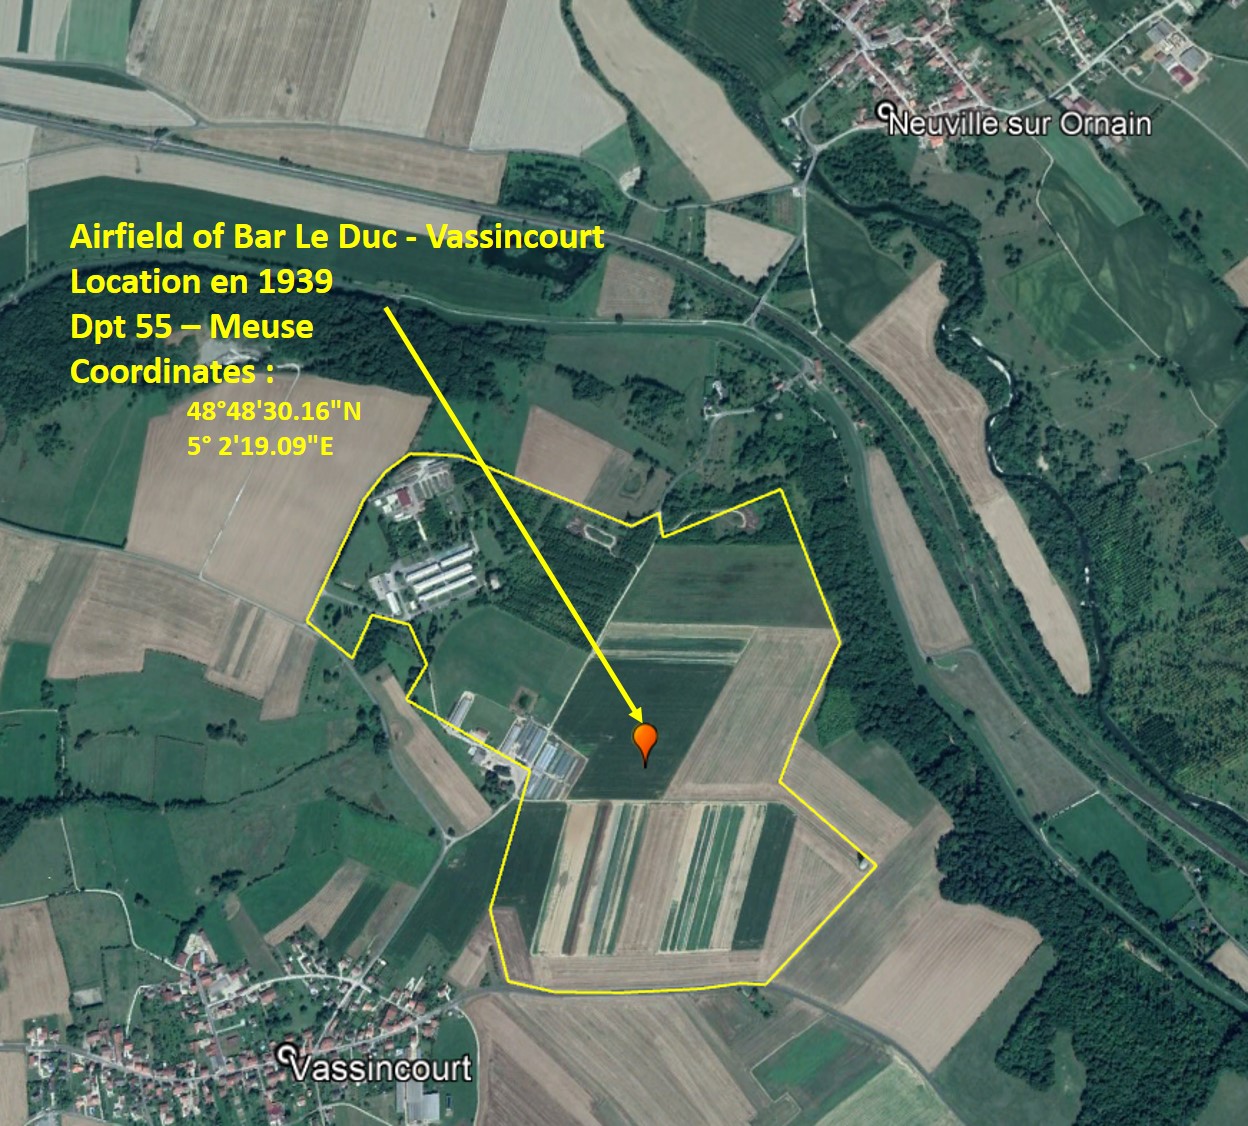 Neuville sur Ornain
Airfield of Bar Le Duc - Vassincourt
Location en 1939
Dpt 55 – Meuse
Coordinates :
48°48'30.16"N
5° 2'19.09"E
Vassincourt